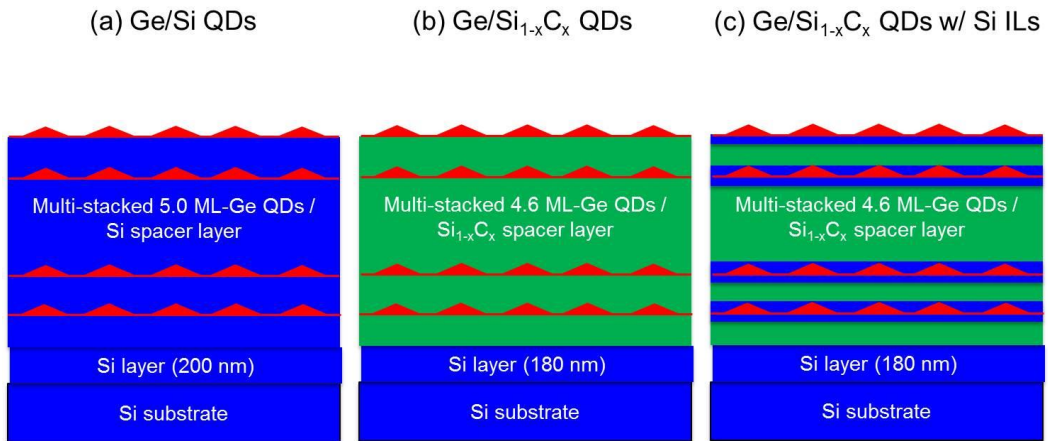 (a) Ge/Si QDs
(b) Ge/Si₁₋ₓCₓ QDs
(c) Ge/Si₁₋ₓCₓ QDs w/ Si ILs
Multi-stacked 5.0 ML-Ge QDs /
Si spacer layer
Multi-stacked 4.6 ML-Ge QDs /
Si₁₋ₓCₓ spacer layer
Multi-stacked 4.6 ML-Ge QDs /
Si₁₋ₓCₓ spacer layer
Si layer (200 nm)
Si layer (180 nm)
Si layer (180 nm)
Si substrate
Si substrate
Si substrate